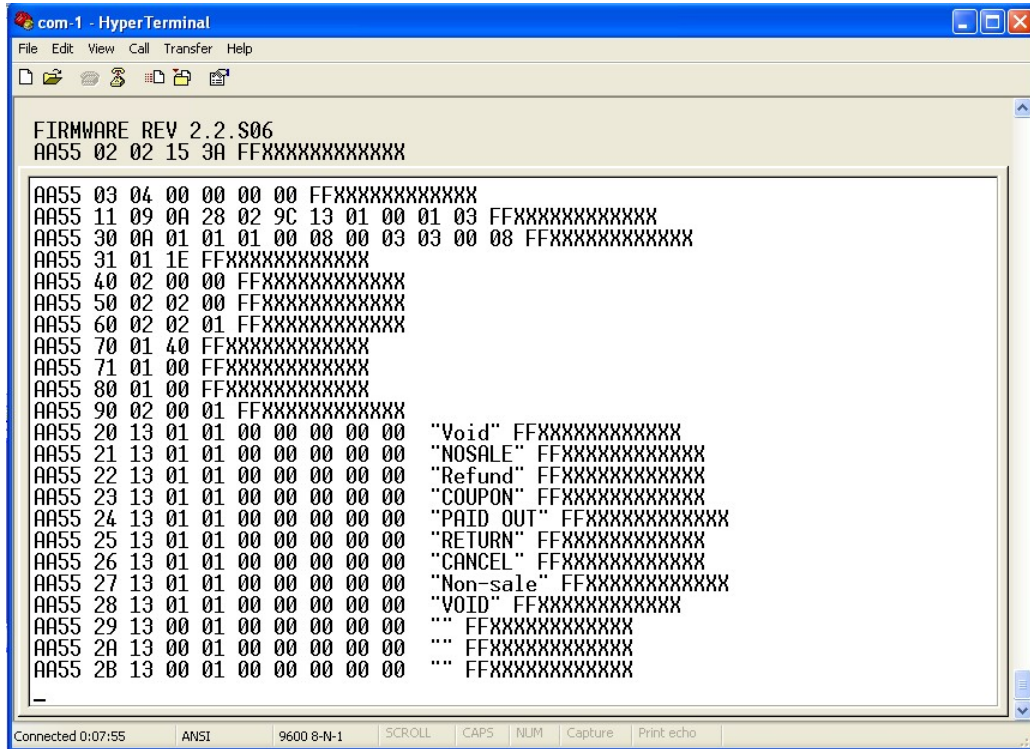 com-1 - HyperTerminal
File Edit View Call Transfer Help
FIRMWARE REV 2.2.S06
AA55 02 02 15 3A FFXXXXXXXXXXXX
AA55 03 04 00 00 00 00 FFXXXXXXXXXXXX
AA55 11 09 0A 28 02 9C 13 01 00 01 03 FFXXXXXXXXXXXX
AA55 30 0A 01 01 01 00 08 00 03 03 00 08 FFXXXXXXXXXXXX
AA55 31 01 1E FFXXXXXXXXXXXX
AA55 40 02 00 00 FFXXXXXXXXXXXX
AA55 50 02 02 00 FFXXXXXXXXXXXX
AA55 60 02 02 01 FFXXXXXXXXXXXX
AA55 70 01 40 FFXXXXXXXXXXXX
AA55 71 01 00 FFXXXXXXXXXXXX
AA55 80 01 00 FFXXXXXXXXXXXX
AA55 90 02 00 01 FFXXXXXXXXXXXX
AA55 20 13 01 01 00 00 00 00 00 "Void" FFXXXXXXXXXXXX
AA55 21 13 01 01 00 00 00 00 00 "NOSALE" FFXXXXXXXXXXXX
AA55 22 13 01 01 00 00 00 00 00 "Refund" FFXXXXXXXXXXXX
AA55 23 13 01 01 00 00 00 00 00 "COUPON" FFXXXXXXXXXXXX
AA55 24 13 01 01 00 00 00 00 00 "PAID OUT" FFXXXXXXXXXXXX
AA55 25 13 01 01 00 00 00 00 00 "RETURN" FFXXXXXXXXXXXX
AA55 26 13 01 01 00 00 00 00 00 "CANCEL" FFXXXXXXXXXXXX
AA55 27 13 01 01 00 00 00 00 00 "Non-sale" FFXXXXXXXXXXXX
AA55 28 13 01 01 00 00 00 00 00 "VOID" FFXXXXXXXXXXXX
AA55 29 13 00 01 00 00 00 00 00 "" FFXXXXXXXXXXXX
AA55 2A 13 00 01 00 00 00 00 00 "" FFXXXXXXXXXXXX
AA55 2B 13 00 01 00 00 00 00 00 "" FFXXXXXXXXXXXX
_
Connected 0:07:55 ANSI 9600 8-N-1 SCROLL CAPS NUM Capture Print echo